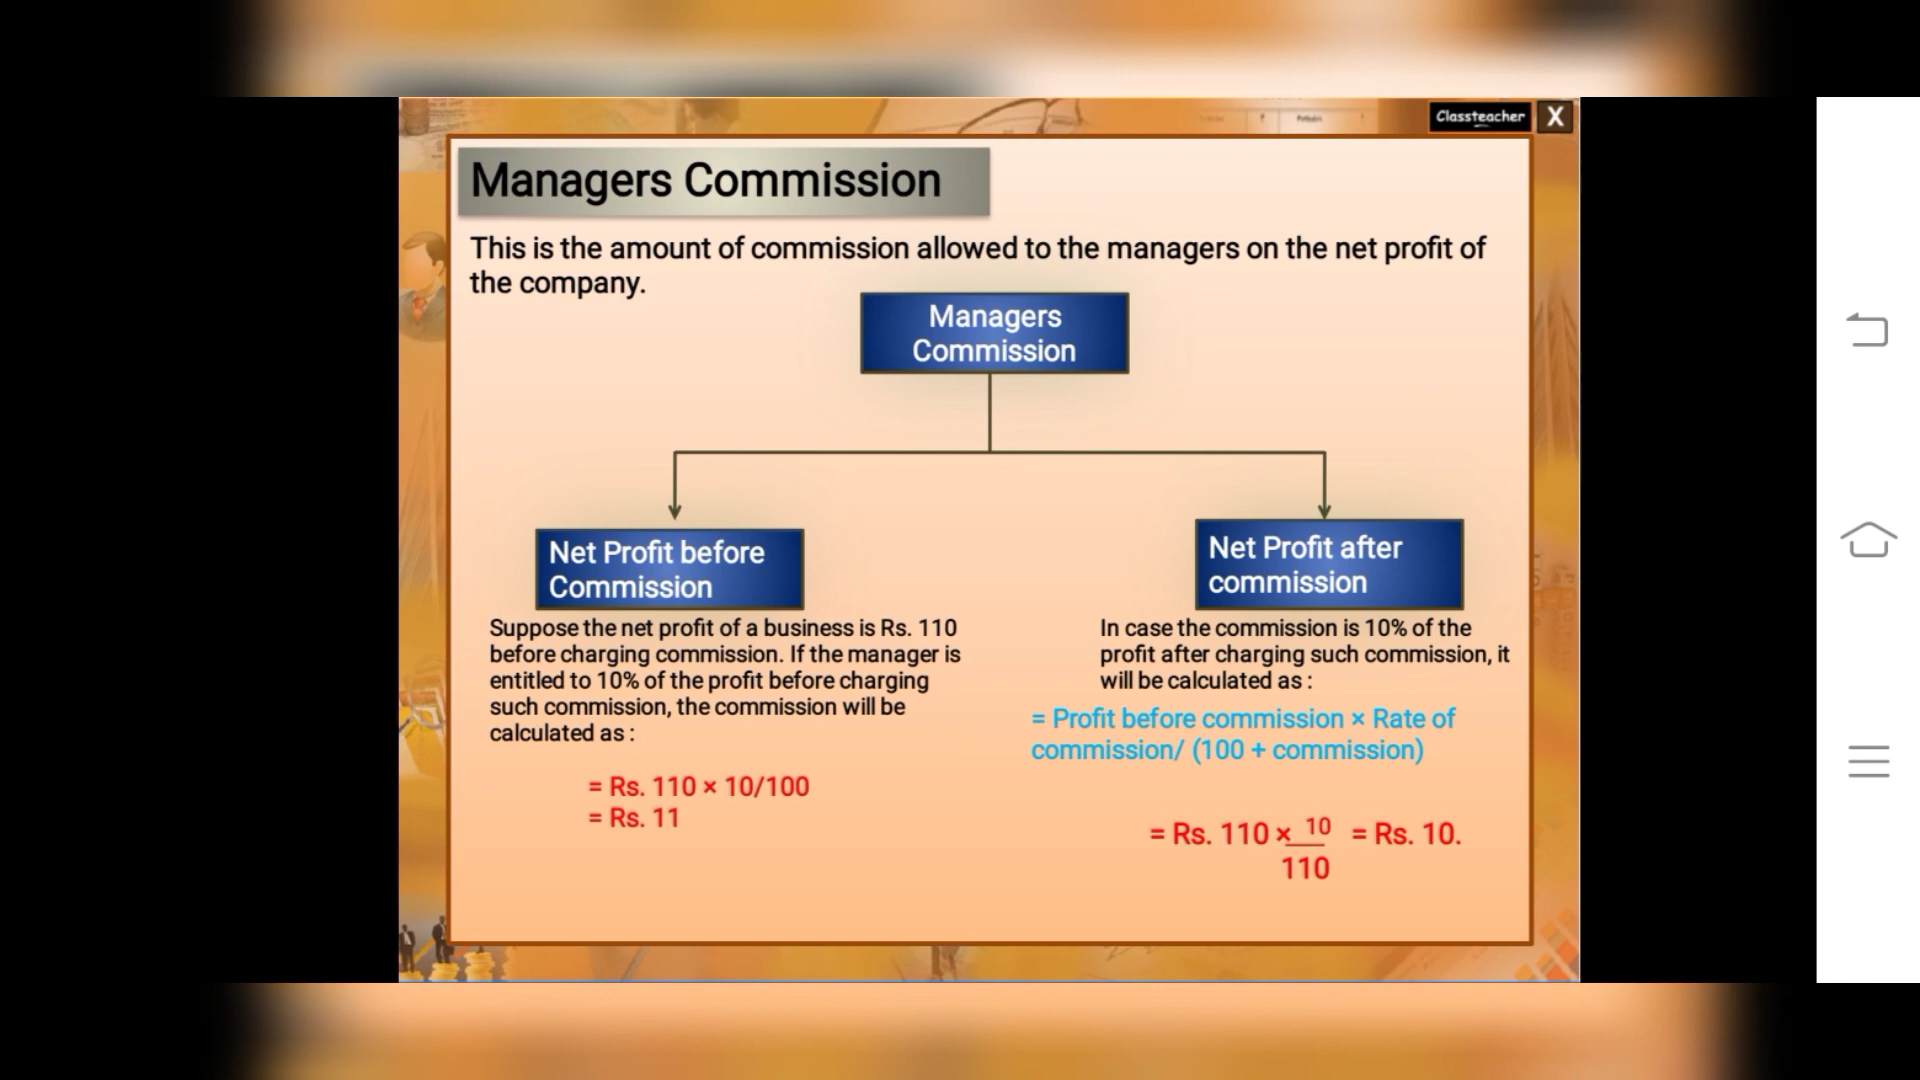 Classteacher X
Managers Commission
This is the amount of commission allowed to the managers on the net profit of
the company.
Managers
Commission
Net Profit before
Commission
Suppose the net profit of a business is Rs. 110
before charging commission. If the manager is
entitled to 10% of the profit before charging
such commission, the commission will be
calculated as :
= Rs. 110 × 10/100
= Rs. 11
Net Profit after
commission
In case the commission is 10% of the
profit after charging such commission, it
will be calculated as :
= Profit before commission × Rate of
commission/ (100 + commission)
= Rs. 110 × 10 = Rs. 10.
110